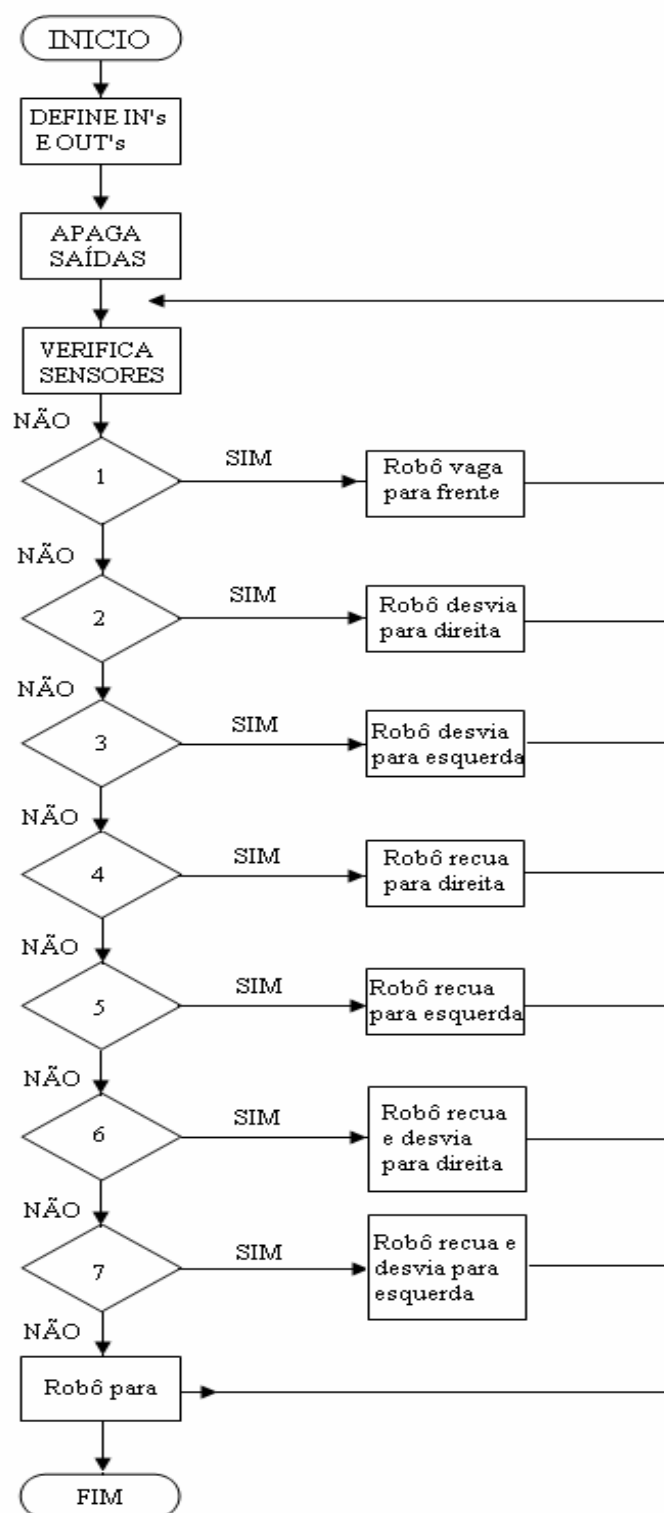 INICIO
DEFINE IN's
E OUT's
APAGA
SAÍDAS
VERIFICA
SENSORES
NÃO
1
SIM
Robô vaga
para frente
NÃO
2
SIM
Robô desvia
para direita
NÃO
3
SIM
Robô desvia
para esquerda
NÃO
4
SIM
Robô recua
para direita
NÃO
5
SIM
Robô recua
para esquerda
NÃO
6
SIM
Robô recua
e desvia
para direita
NÃO
7
SIM
Robô recua e
desvia para
esquerda
NÃO
Robô para
FIM